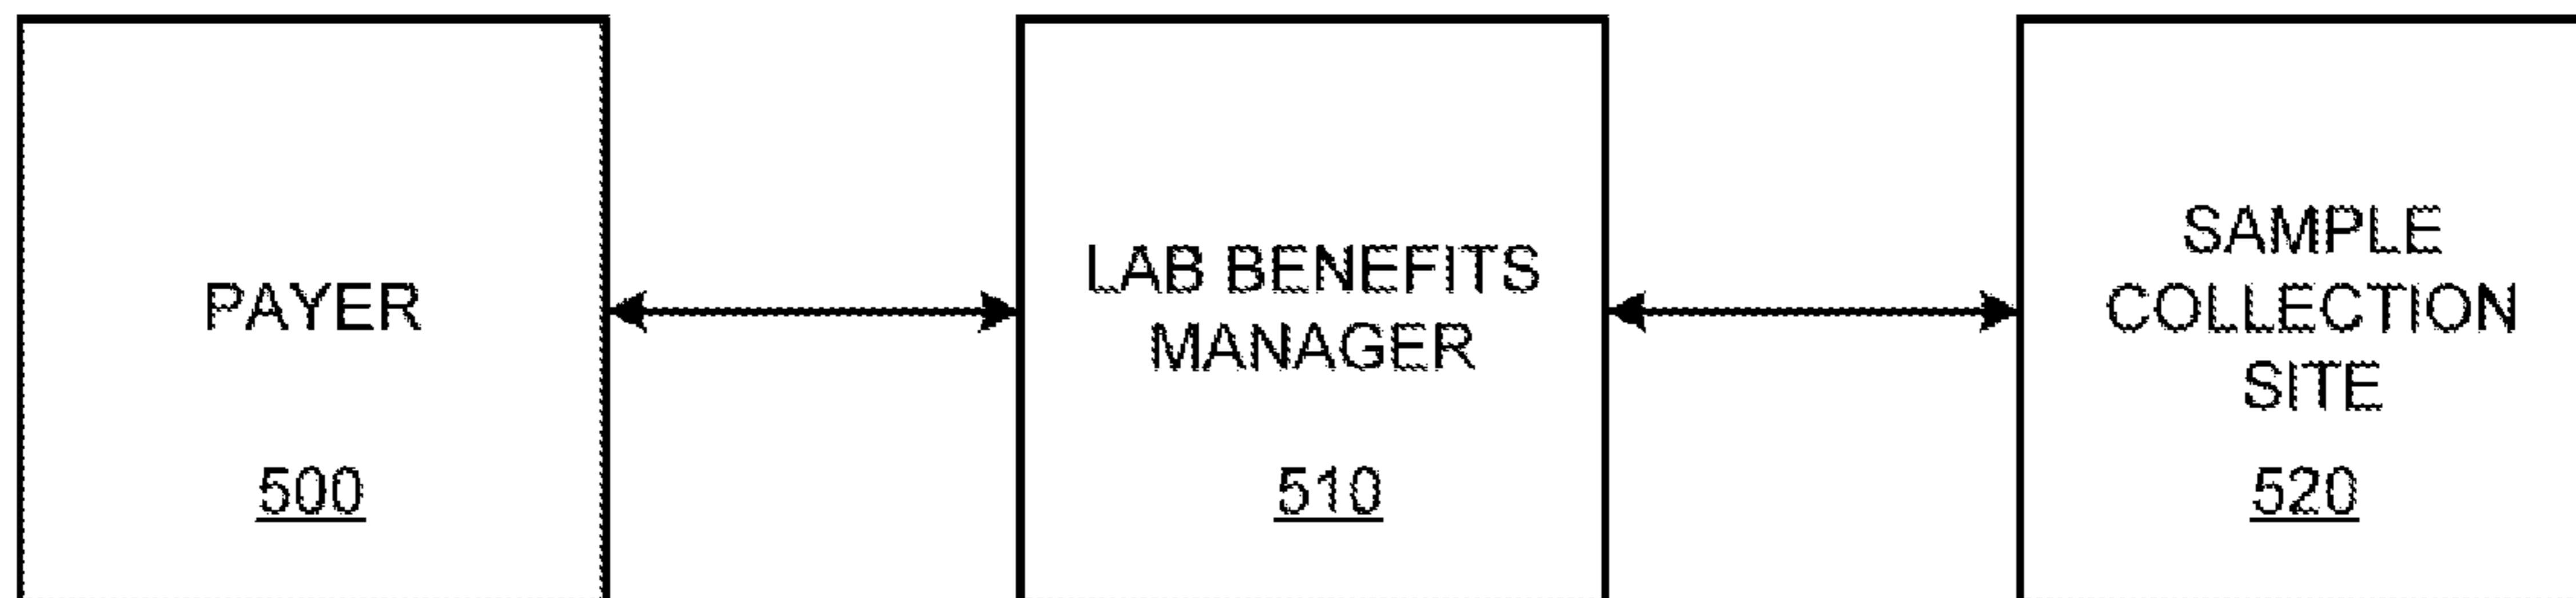 PAYER
500
LAB BENEFITS
MANAGER
510
SAMPLE
COLLECTION
SITE
520